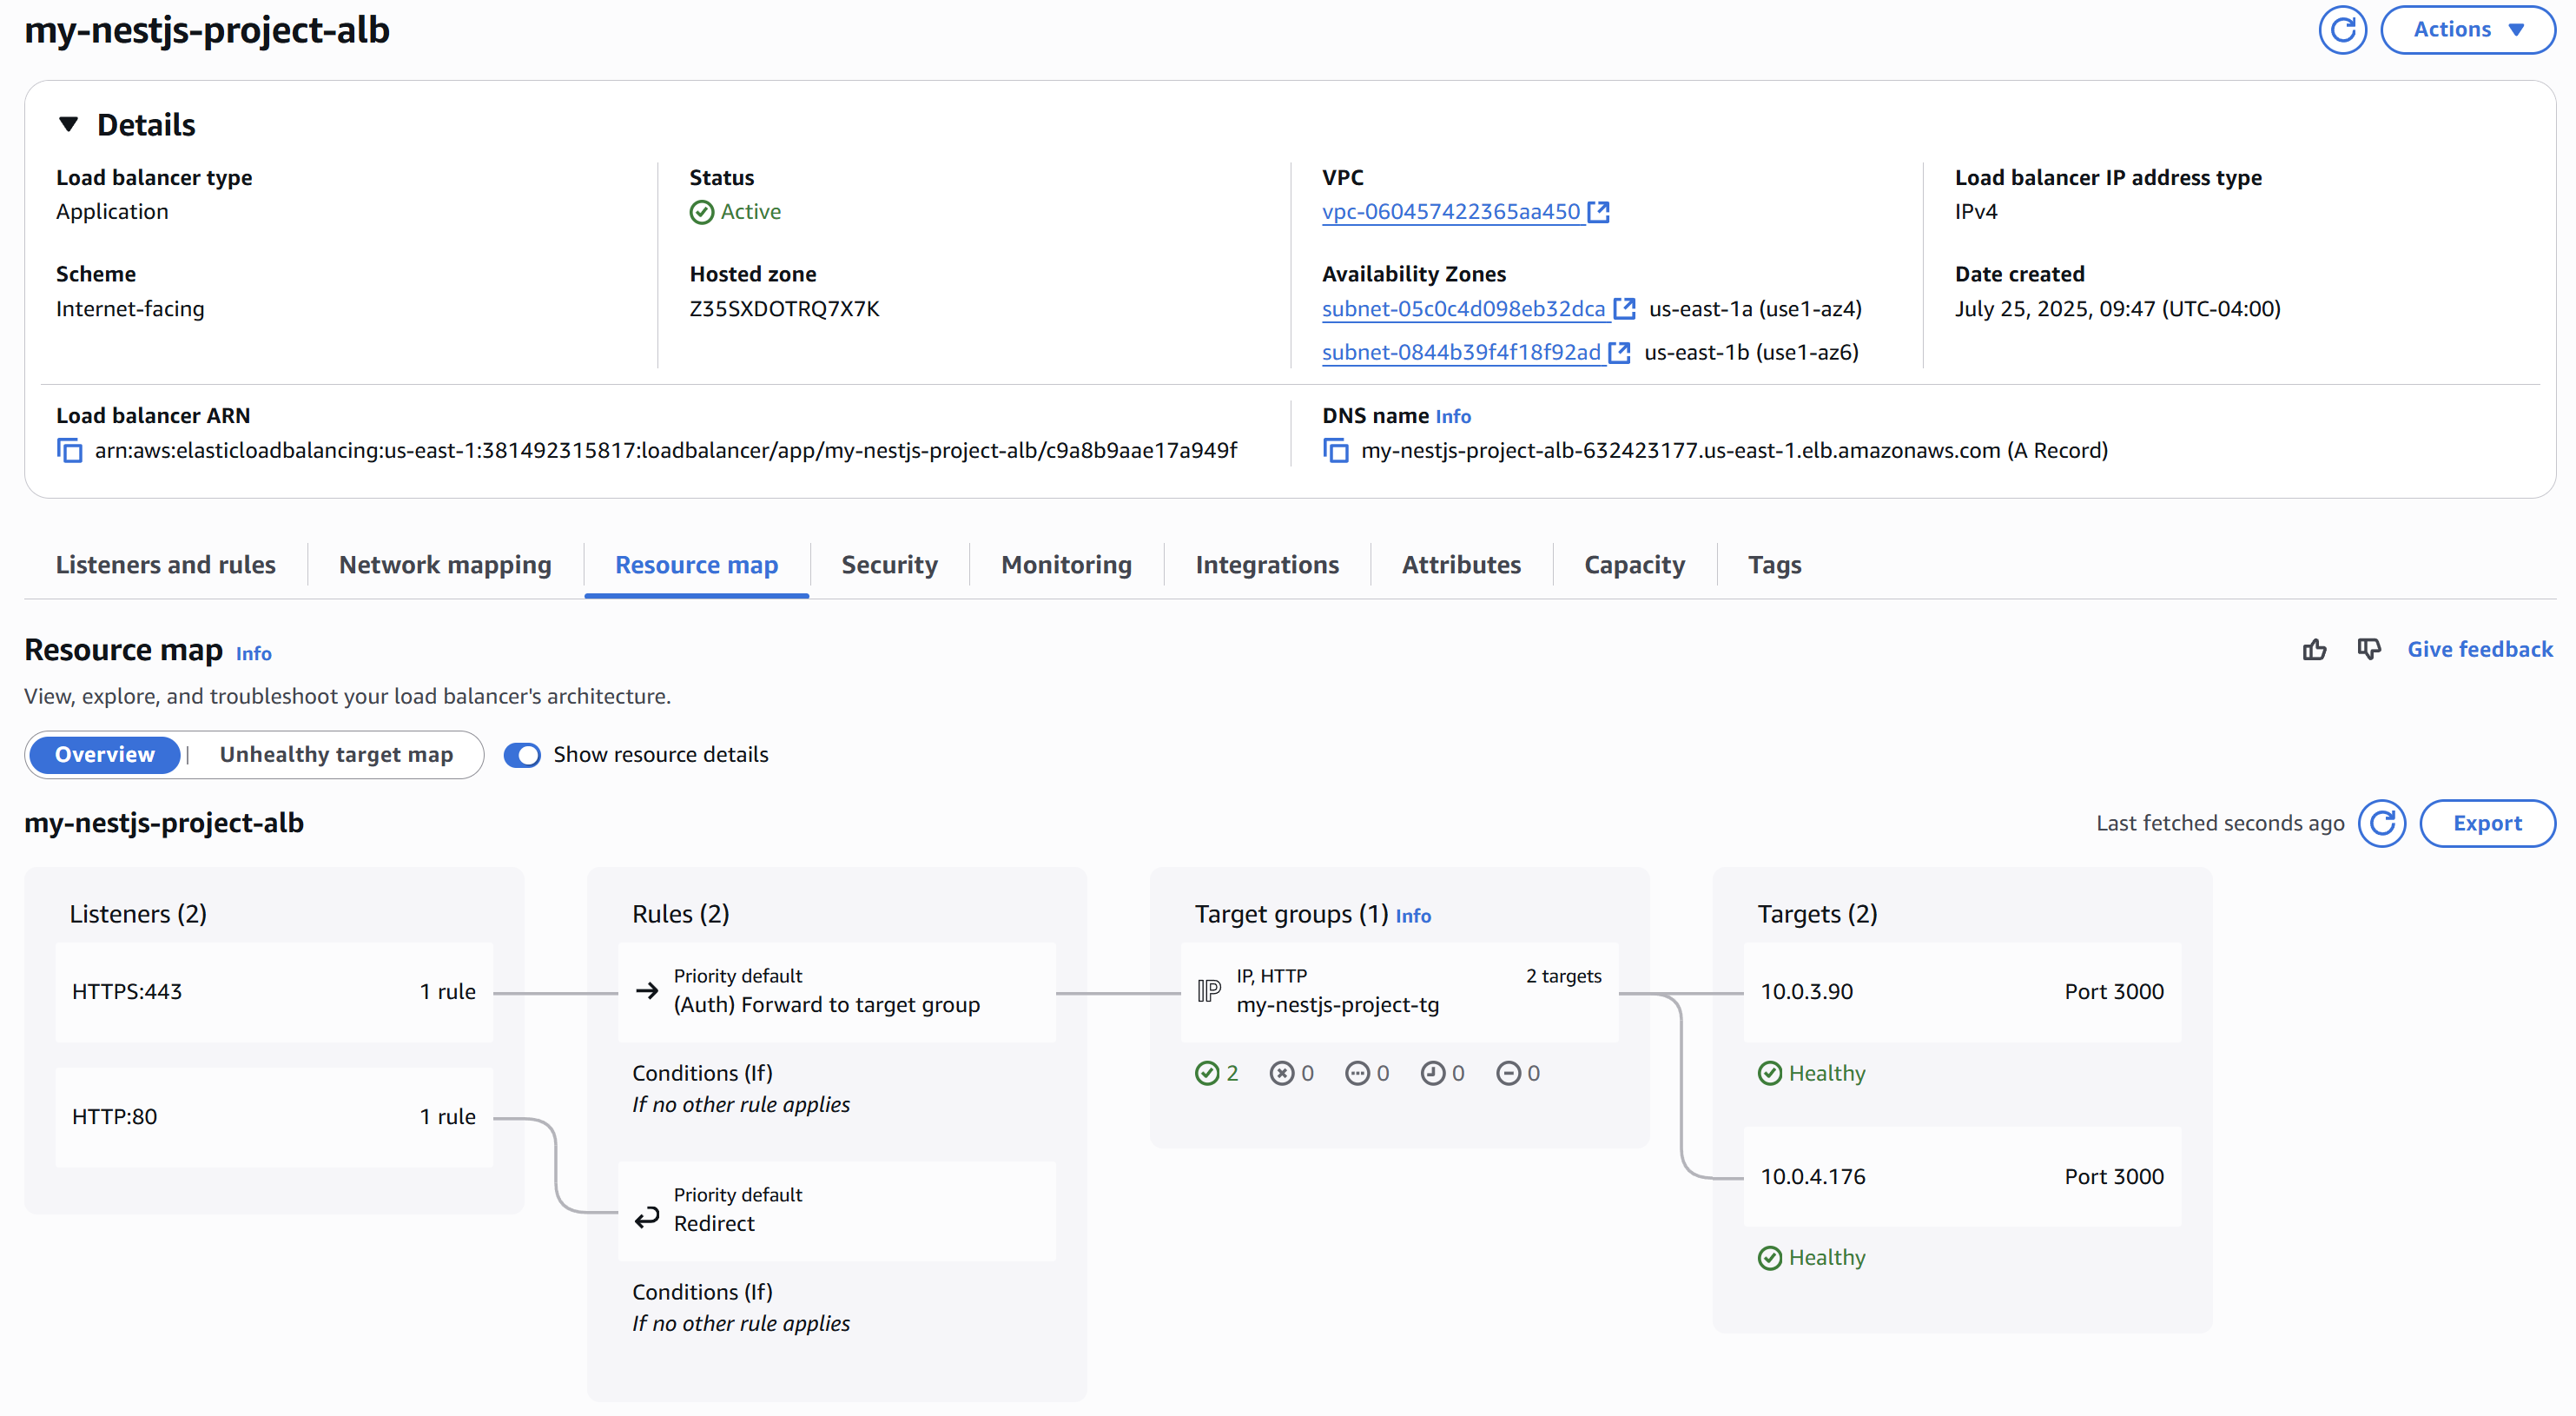 my-nestjs-project-alb
Actions
Details
Load balancer type
Application
Status
Active
VPC
vpc-060457422365aa450
Load balancer IP address type
IPv4
Scheme
Internet-facing
Hosted zone
Z35SXDOTRQ7X7K
Availability Zones
subnet-05c0c4d098eb32dca us-east-1a (use1-az4)
subnet-0844b39f4f18f92ad us-east-1b (use1-az6)
Date created
July 25, 2025, 09:47 (UTC-04:00)
Load balancer ARN
arn:aws:elasticloadbalancing:us-east-1:381492315817:loadbalancer/app/my-nestjs-project-alb/c9a8b9aae17a949f
DNS name Info
my-nestjs-project-alb-632423177.us-east-1.elb.amazonaws.com (A Record)
Listeners and rules
Network mapping
Resource map
Security
Monitoring
Integrations
Attributes
Capacity
Tags
Resource map Info
Give feedback
View, explore, and troubleshoot your load balancer's architecture.
Overview | Unhealthy target map
Show resource details
my-nestjs-project-alb
Last fetched seconds ago
Export
Listeners (2)
HTTPS:443 1 rule
HTTP:80 1 rule
Rules (2)
Priority default
(Auth) Forward to target group
Conditions (If)
If no other rule applies
Priority default
Redirect
Conditions (If)
If no other rule applies
Target groups (1) Info
IP IP, HTTP 2 targets
my-nestjs-project-tg
2 0 0 0 0
Targets (2)
10.0.3.90 Port 3000
Healthy
10.0.4.176 Port 3000
Healthy